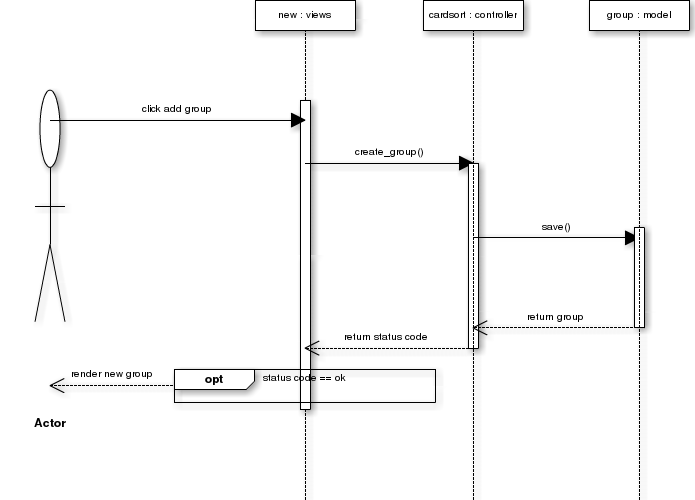 new : views
cardsort : controller
group : model
click add group
create_group()
save()
return group
return status code
render new group
opt
status code == ok
Actor